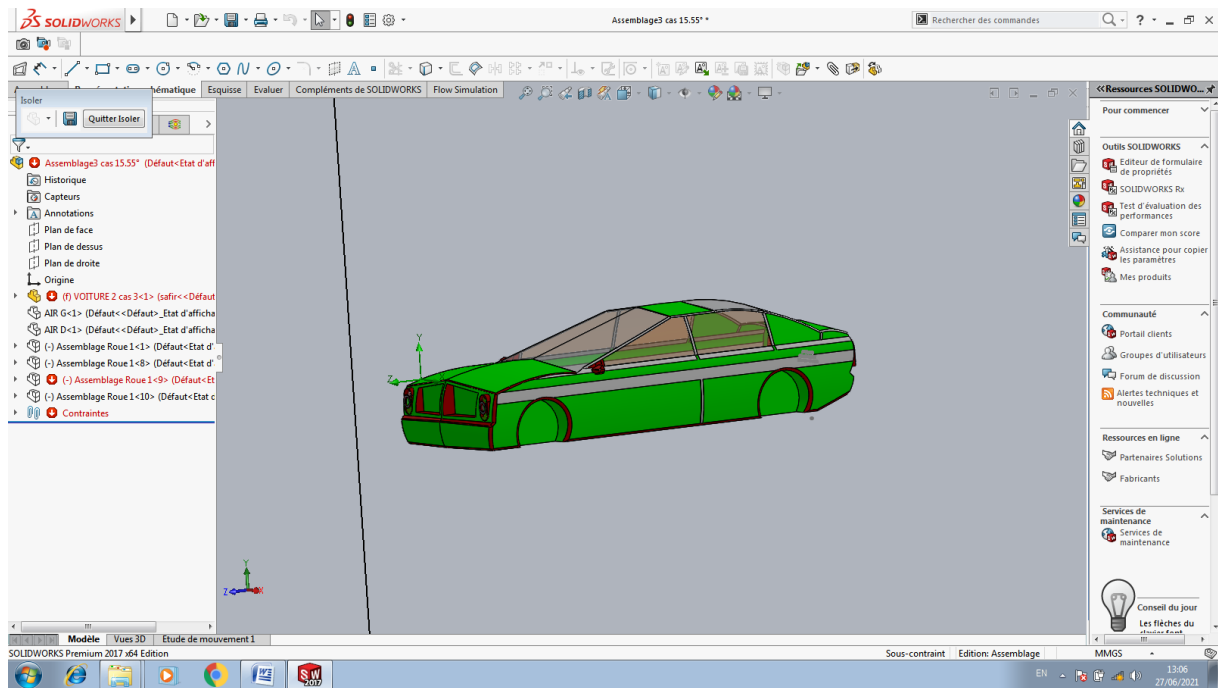 SOLIDWORKS
Assemblage3 cas 15.55° *
Rechercher des commandes
Esquisse
Evaluer
Compléments de SOLIDWORKS
Flow Simulation
Isoler
Quitter Isoler
Assemblage3 cas 15.55° (Défaut<Etat d'aff
Historique
Capteurs
Annotations
Plan de face
Plan de dessus
Plan de droite
Origine
(f) VOITURE 2 cas 3<1> (safir<<Défaut
AIR G<1> (Défaut<<Défaut>_Etat d'afficha
AIR D<1> (Défaut<<Défaut>_Etat d'afficha
(-) Assemblage Roue 1<1> (Défaut<Etat d'
(-) Assemblage Roue 1<8> (Défaut<Etat d'
(-) Assemblage Roue 1<9> (Défaut<Et
(-) Assemblage Roue 1<10> (Défaut<Etat d
Contraintes
Y
Z
Y
Z
X
Ressources SOLIDWO...
Pour commencer
Outils SOLIDWORKS
Editeur de formulaire
de propriétés
SOLIDWORKS Rx
Test d'évaluation des
performances
Comparer mon score
Assistance pour copier
les paramètres
Mes produits
Communauté
Portail clients
Groupes d'utilisateurs
Forum de discussion
Alertes techniques et
nouvelles
Ressources en ligne
Partenaires Solutions
Fabricants
Services de
maintenance
Services de
maintenance
Conseil du jour
Les flèches du
Modèle
Vues 3D
Etude de mouvement 1
SOLIDWORKS Premium 2017 x64 Edition
Sous-contraint
Edition: Assemblage
MMGS
EN
13:06
27/06/2021